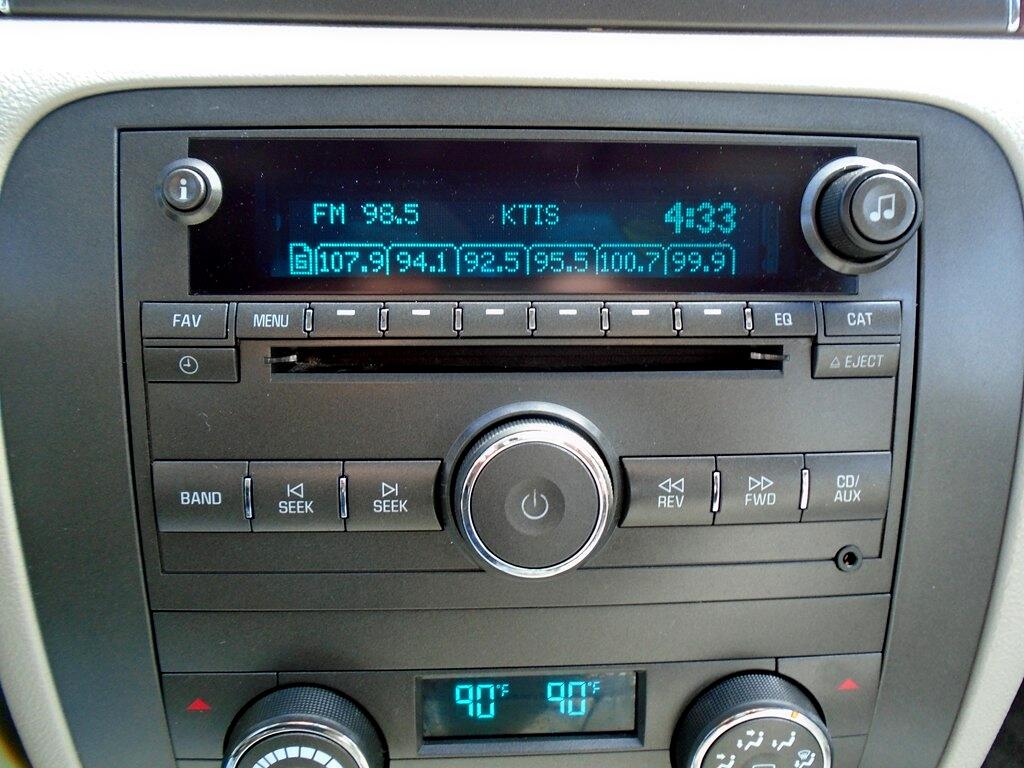 i
FM 98.5 KTIS 4:33
6 107.9 94.1 92.5 95.5 100.7 99.9
FAV MENU EQ CAT
EJECT
BAND SEEK SEEK REV FWD CD/
AUX
90°F 90°F